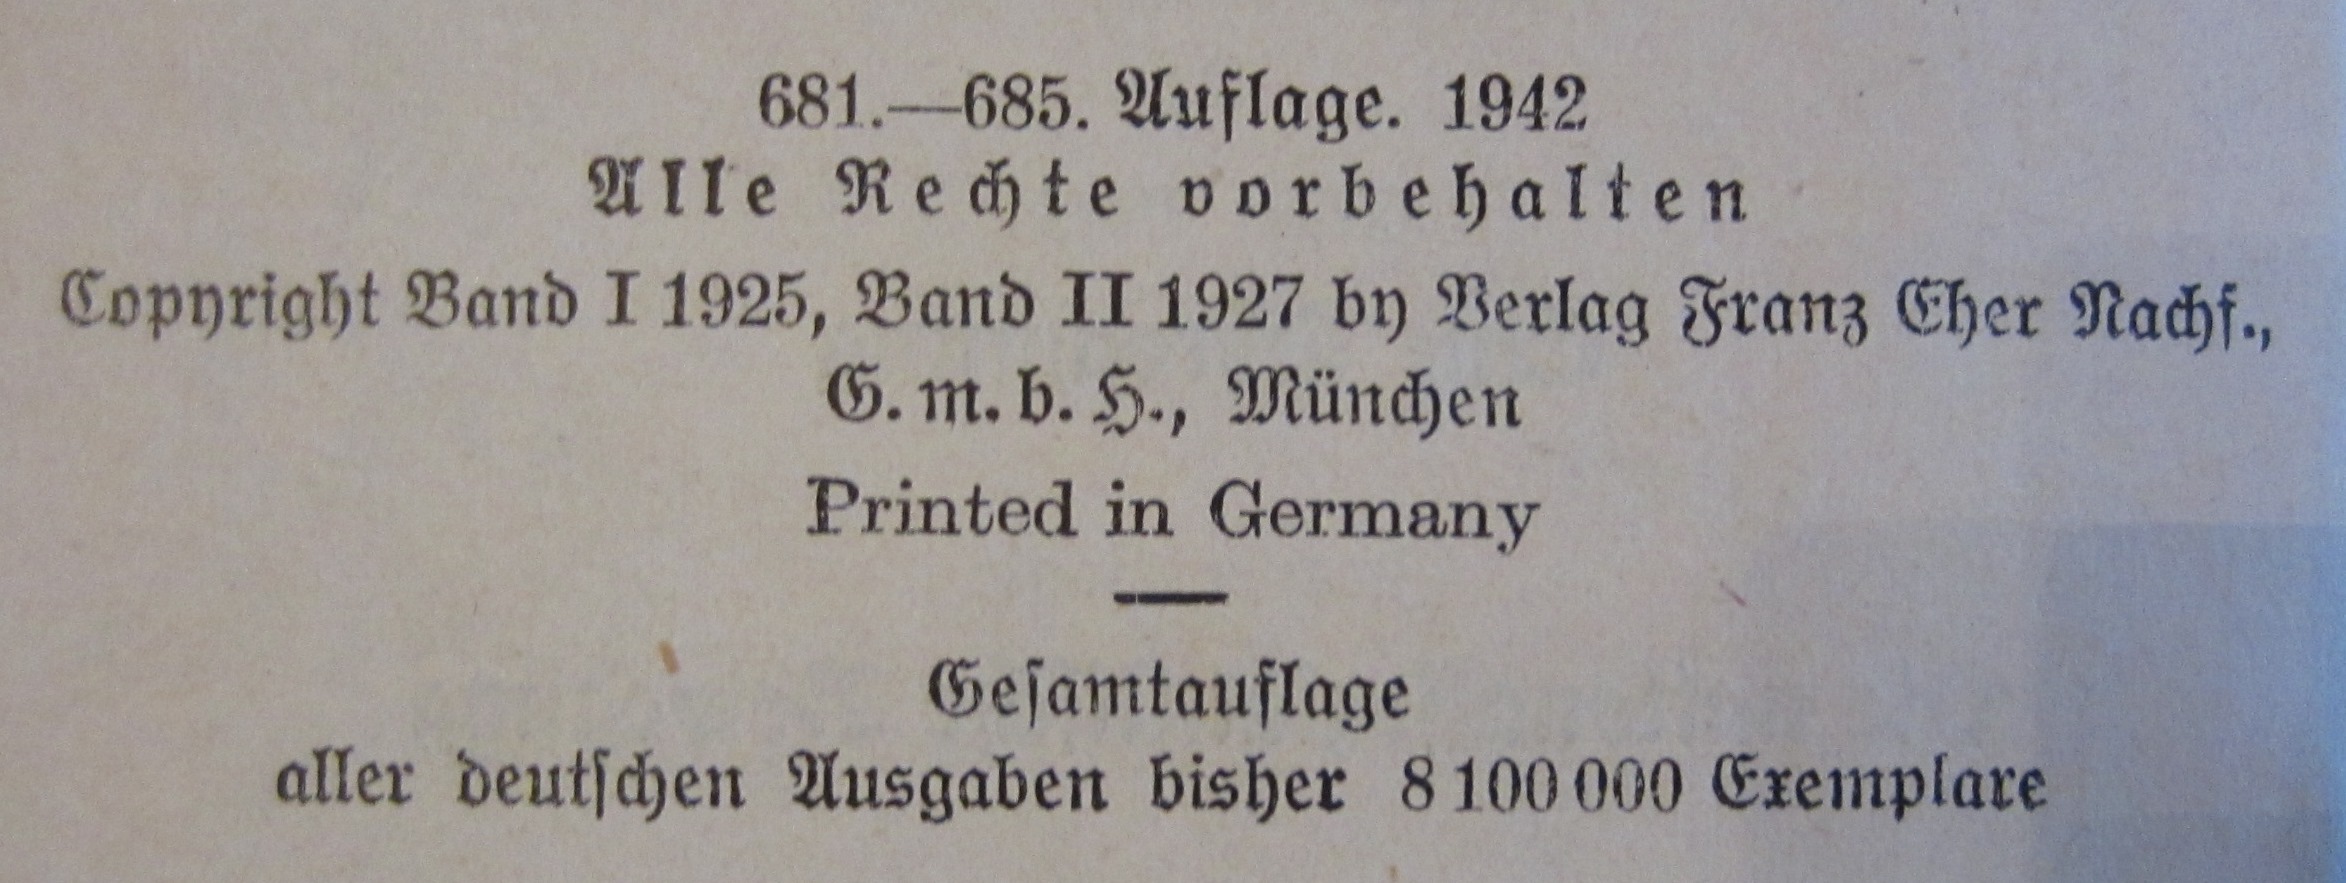 681.—685. Auflage. 1942
Alle Rechte vorbehalten
Copyright Band I 1925, Band II 1927 by Verlag Franz Eher Nachf.,
G. m. b. H., München
Printed in Germany
Geſamtauflage
aller deutſchen Ausgaben bisher 8 100 000 Exemplare